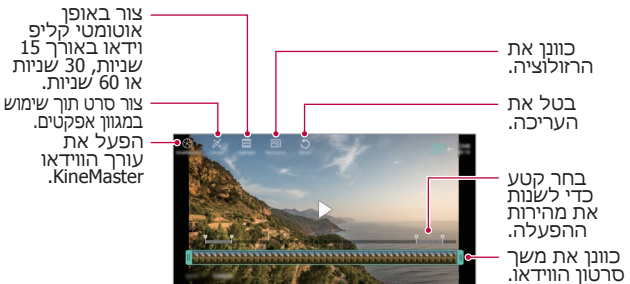 צור באופן
אוטומטי קליפ
וידאו באורך 15
שניות, 30 שניות
או 60 שניות.
צור סרט תוך שימוש
במגוון אפקטים.
הפעל את
עורך הווידאו
KineMaster.
כוונן את
הרזולוציה.
בטל את
העריכה.
בחר קטע
כדי לשנות
את מהירות
ההפעלה.
כוונן את משך
סרטון הווידאו.